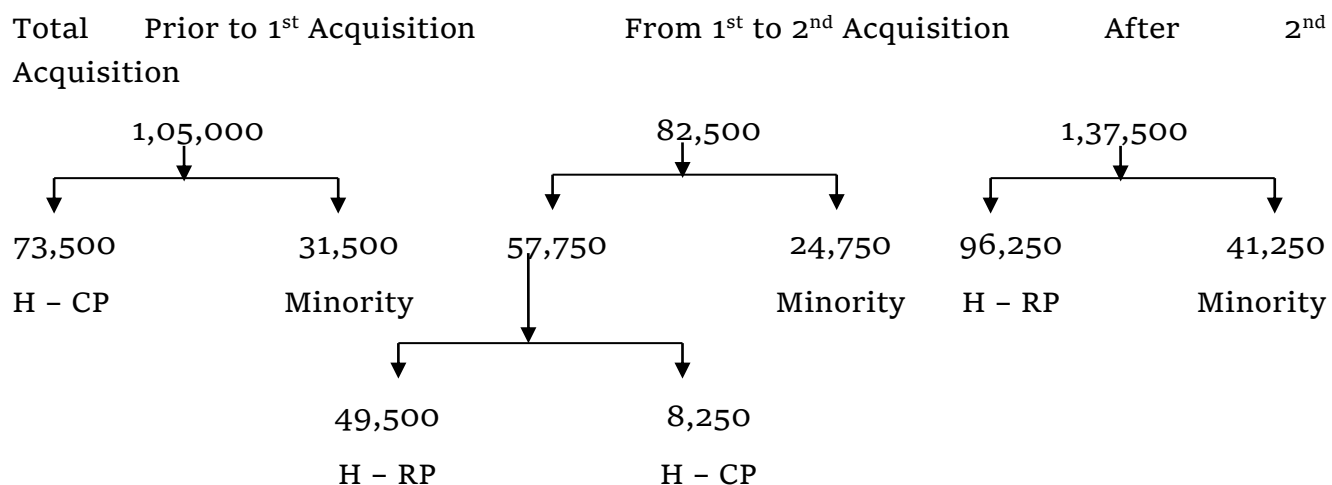 Total Prior to 1st Acquisition From 1st to 2nd Acquisition After 2nd
Acquisition
1,05,000 82,500 1,37,500
73,500 31,500 57,750 24,750 96,250 41,250
H – CP Minority Minority H – RP Minority
49,500 8,250
H – RP H – CP